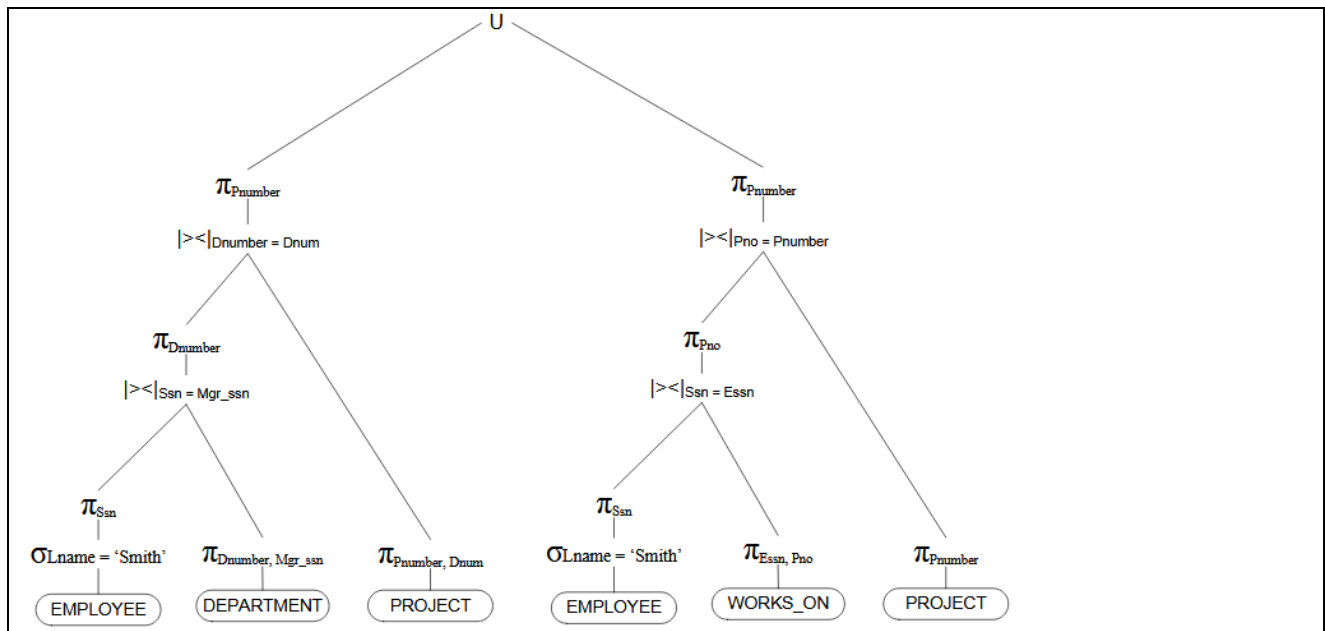 U
πPnumber πPnumber
|><|Dnumber = Dnum |><|Pno = Pnumber
πDnumber πPno
|><|Ssn = Mgr_ssn |><|Ssn = Essn
πSsn πSsn
σLname = ‘Smith’ πDnumber, Mgr_ssn πPnumber, Dnum σLname = ‘Smith’ πEssn, Pno πPnumber
EMPLOYEE DEPARTMENT PROJECT EMPLOYEE WORKS_ON PROJECT